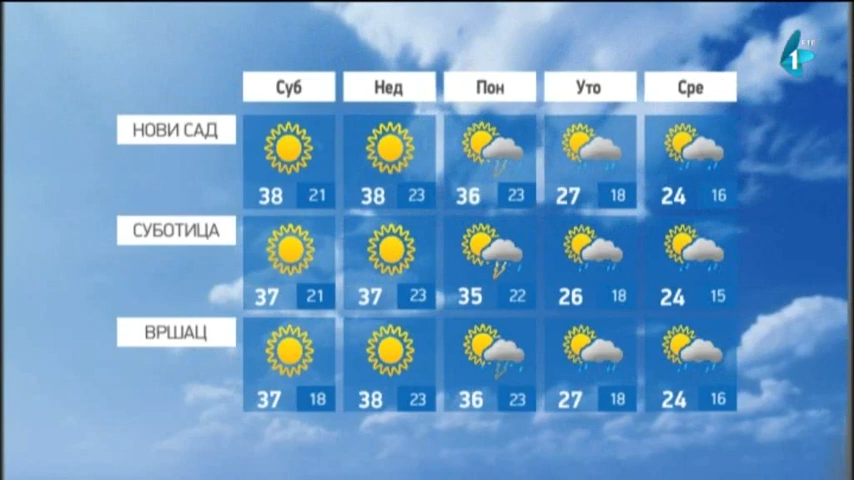 РТС
1
Суб Нед Пон Уто Сре
НОВИ САД
38 21 38 23 36 23 27 18 24 16
СУБОТИЦА
37 21 37 23 35 22 26 18 24 15
ВРШАЦ
37 18 38 23 36 23 27 18 24 16